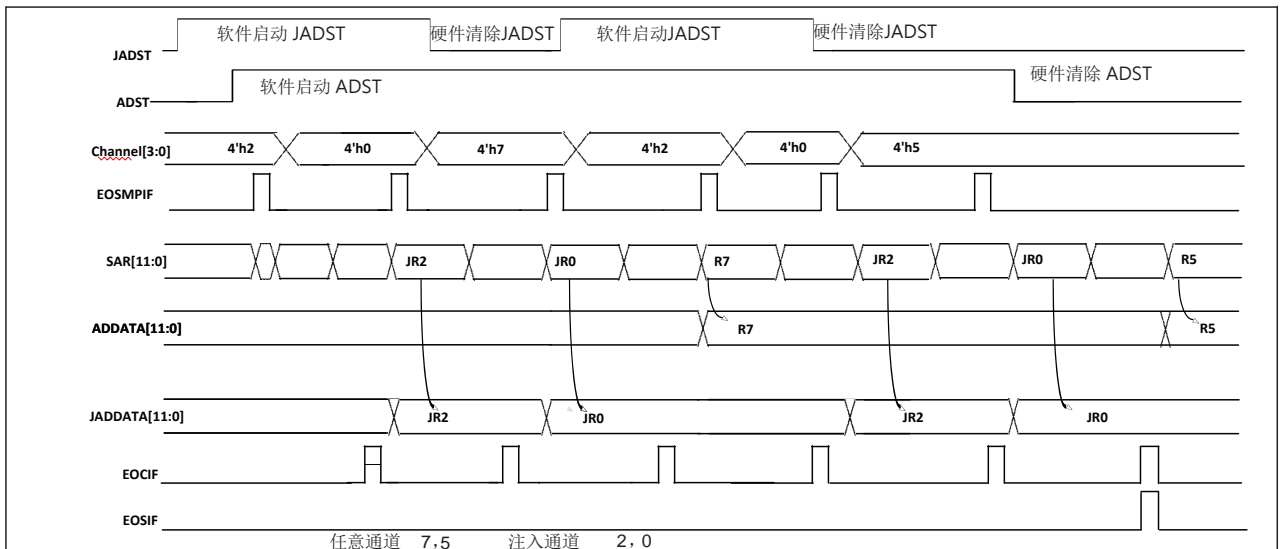 软件启动 JADST 硬件清除JADST 软件启动JADST 硬件清除JADST
JADST
软件启动 ADST 硬件清除 ADST
ADST
Channel[3:0] 4'h2 4'h0 4'h7 4'h2 4'h0 4'h5
EOSMPIF
SAR[11:0] JR2 JR0 R7 JR2 JR0 R5
ADDATA[11:0] R7 R5
JADDATA[11:0] JR2 JR0 JR2 JR0
EOCIF
EOSIF
任意通道 7,5 注入通道 2,0